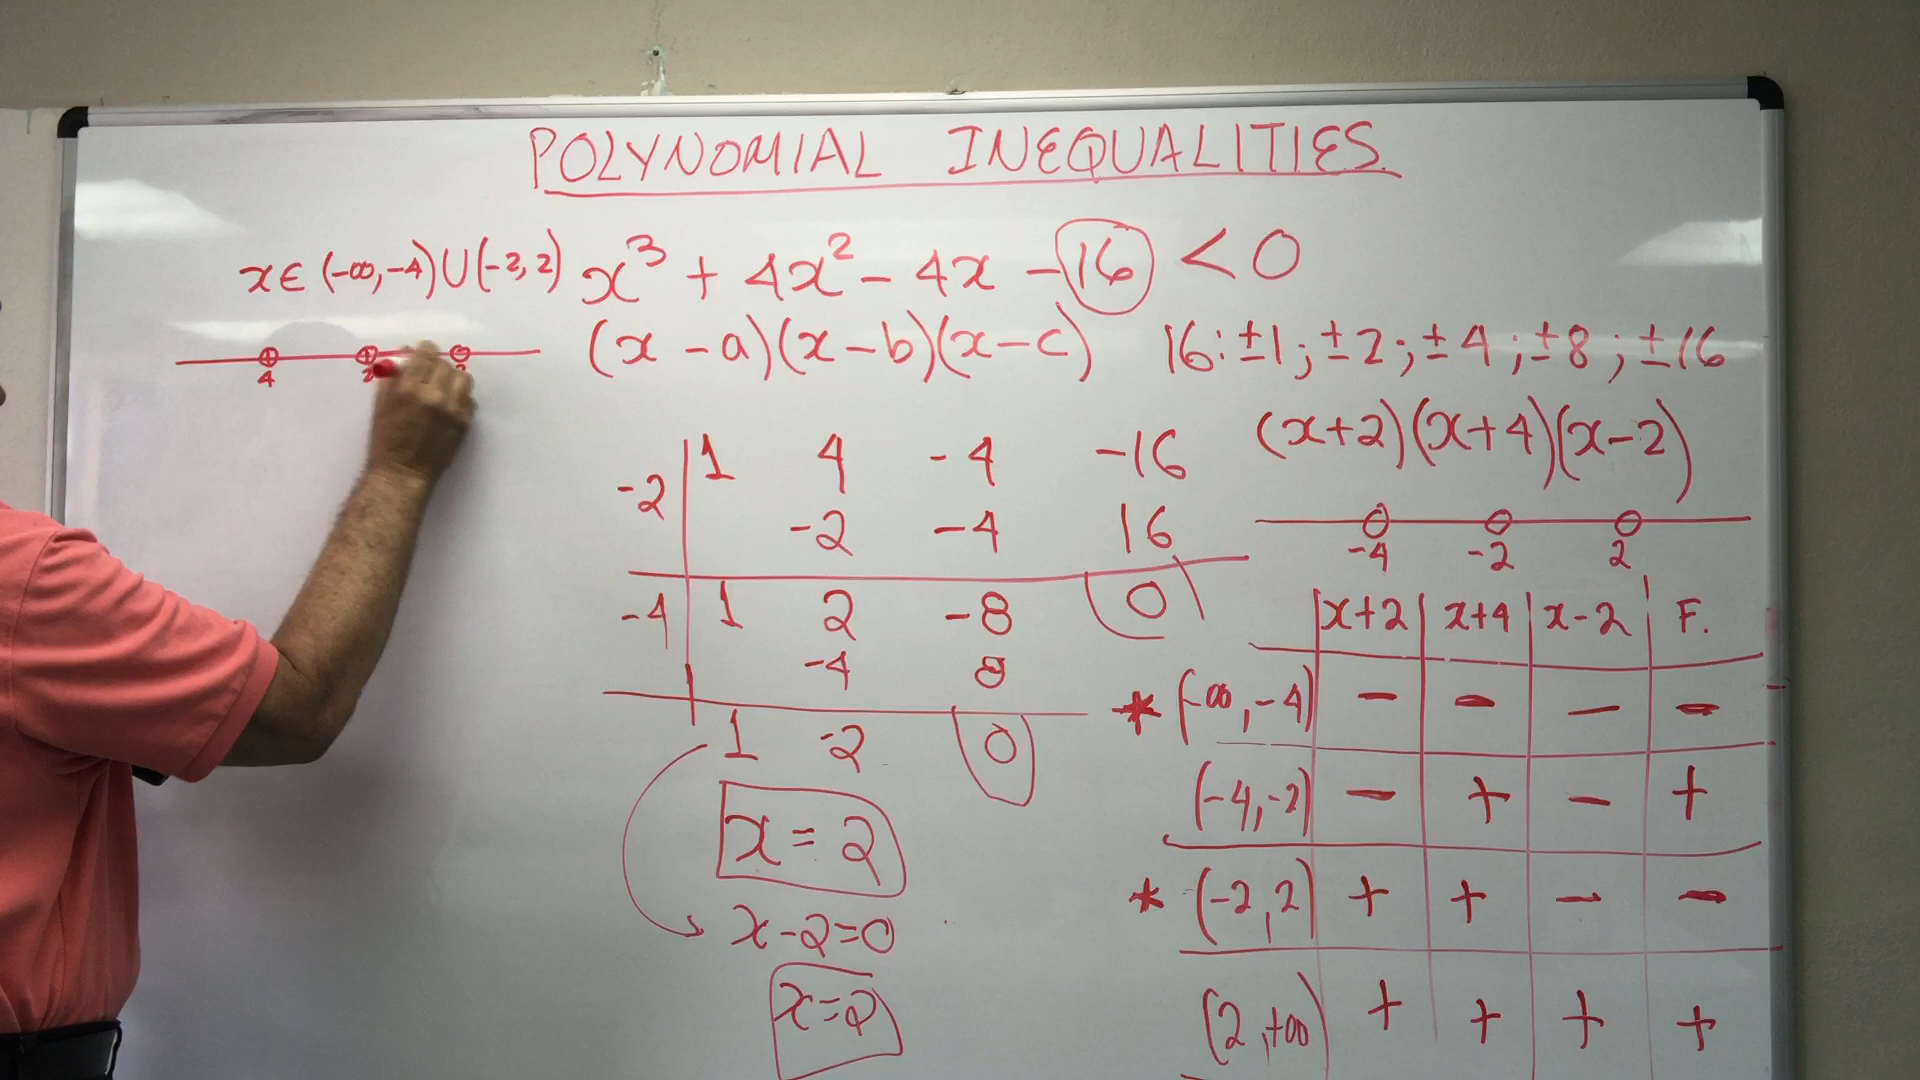 POLYNOMIAL INEQUALITIES
x∈(-∞,-4)∪(-2,2)
x³ + 4x² - 4x - 16 < 0
(x-a)(x-b)(x-c)
16: ±1; ±2; ±4; ±8; ±16
(x+2)(x+4)(x-2)
4
-4 -2 2
-2 | 1 4 -4 -16
-2 -4 16
-4 | 1 2 -8 0
-4 8
1 -2 0
x = 2
x-2=0
x=2
x+2 | x+4 | x-2 | F.
* (-∞,-4) | - | - | - | -
(-4,-2) | - | + | - | +
* (-2,2) | + | + | - | -
(2,+∞) | + | + | + | +